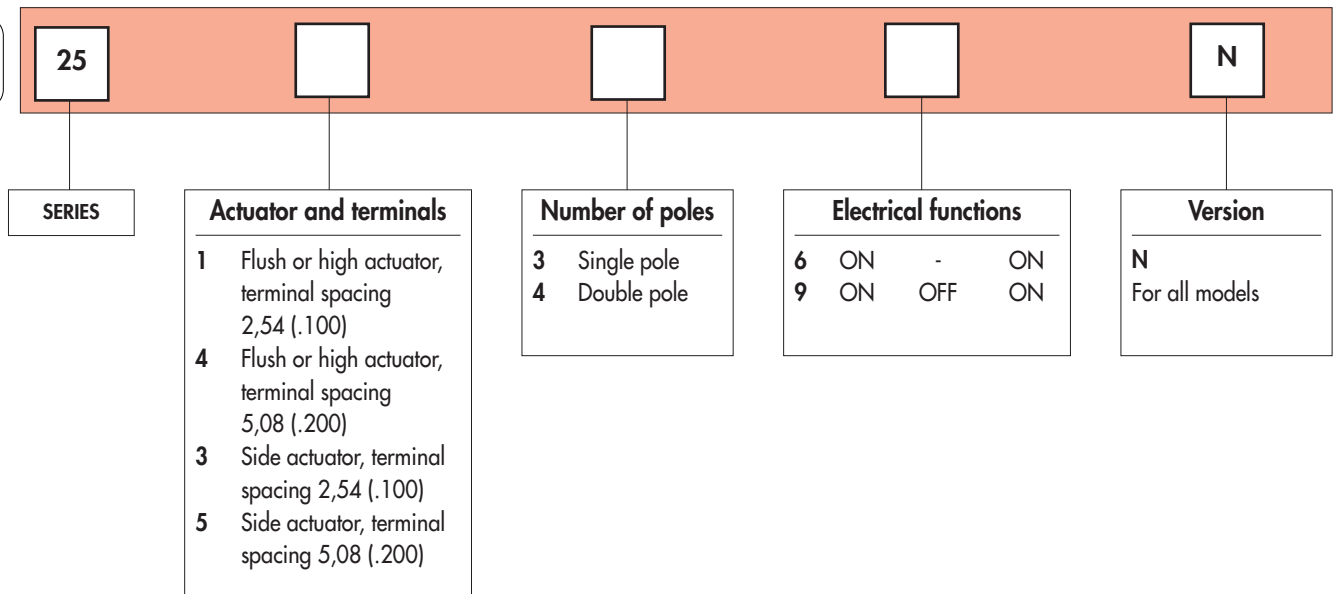 25
N
SERIES
Actuator and terminals
1 Flush or high actuator,
terminal spacing
2,54 (.100)
4 Flush or high actuator,
terminal spacing
5,08 (.200)
3 Side actuator, terminal
spacing 2,54 (.100)
5 Side actuator, terminal
spacing 5,08 (.200)
Number of poles
3 Single pole
4 Double pole
Electrical functions
6 ON - ON
9 ON OFF ON
Version
N
For all models